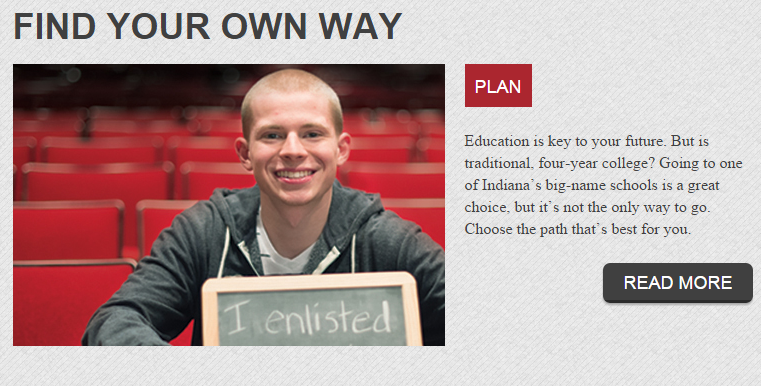 FIND YOUR OWN WAY
PLAN
Education is key to your future. But is
traditional, four-year college? Going to one
of Indiana's big-name schools is a great
choice, but it's not the only way to go.
Choose the path that's best for you.
READ MORE
I enlisted